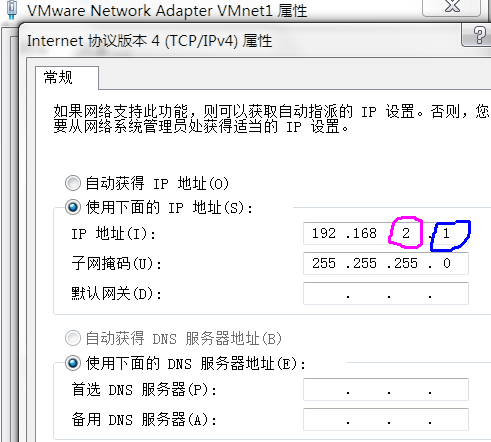 VMware Network Adapter VMnet1 属性
Internet 协议版本 4 (TCP/IPv4) 属性
常规
如果网络支持此功能，则可以获取自动指派的 IP 设置。否则，您
要从网络系统管理员处获得适当的 IP 设置。
自动获得 IP 地址(O)
使用下面的 IP 地址(S):
IP 地址(I): 192 .168 . 2 . 1
子网掩码(U): 255 .255 .255 . 0
默认网关(D): . . .
自动获得 DNS 服务器地址(B)
使用下面的 DNS 服务器地址(E):
首选 DNS 服务器(P): . . .
备用 DNS 服务器(A): . . .